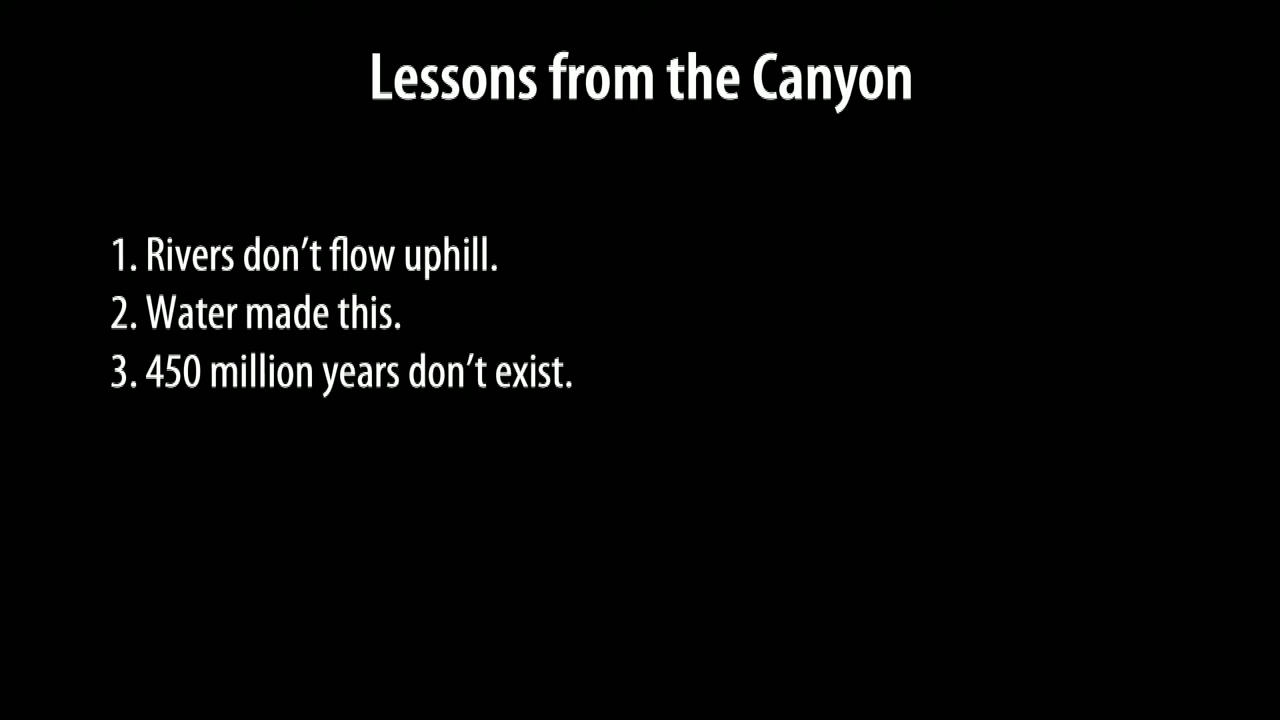 Lessons from the Canyon
1. Rivers don’t flow uphill.
2. Water made this.
3. 450 million years don’t exist.